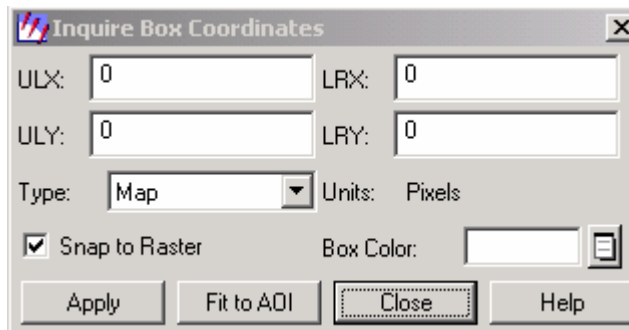 Inquire Box Coordinates
ULX: 0 LRX: 0
ULY: 0 LRY: 0
Type: Map Units: Pixels
Snap to Raster Box Color:
Apply Fit to AOI Close Help